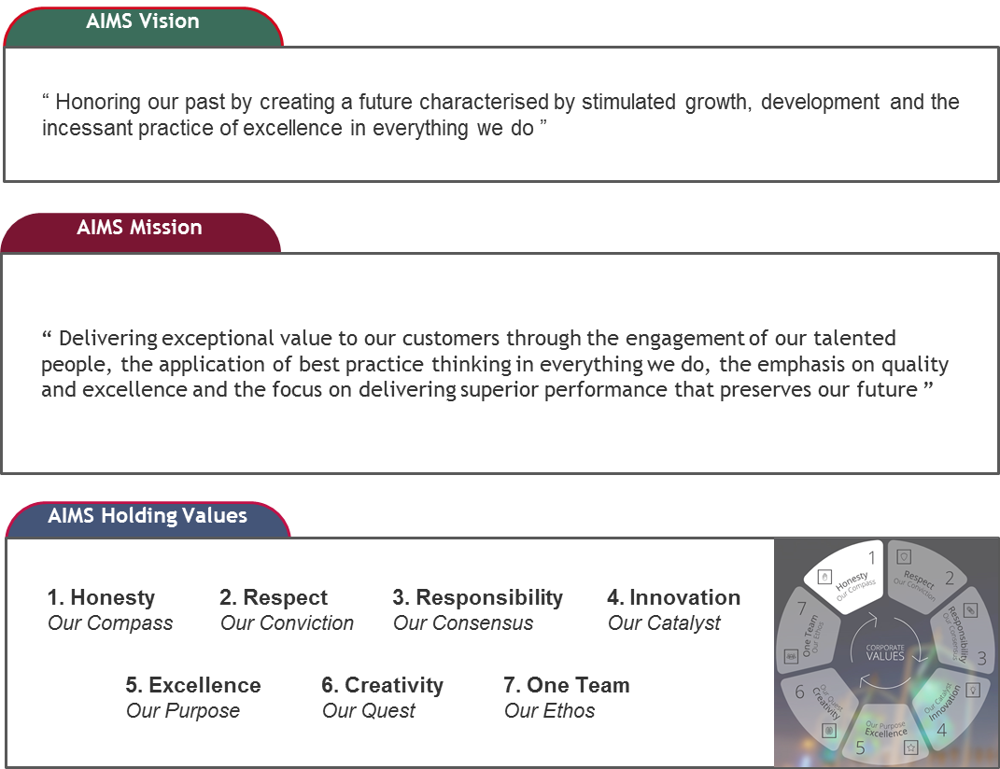 AIMS Vision
“ Honoring our past by creating a future characterised by stimulated growth, development and the
incessant practice of excellence in everything we do ”
AIMS Mission
“ Delivering exceptional value to our customers through the engagement of our talented
people, the application of best practice thinking in everything we do, the emphasis on quality
and excellence and the focus on delivering superior performance that preserves our future ”
AIMS Holding Values
1. Honesty
Our Compass
2. Respect
Our Conviction
3. Responsibility
Our Consensus
4. Innovation
Our Catalyst
5. Excellence
Our Purpose
6. Creativity
Our Quest
7. One Team
Our Ethos
CORPORATE
VALUES
1
Honesty
Our Compass
2
Respect
Our Conviction
3
Responsibility
Our Consensus
4
Our Catalyst
Innovation
5
Our Purpose
Excellence
6
Our Quest
Creativity
7
One Team
Our Ethos